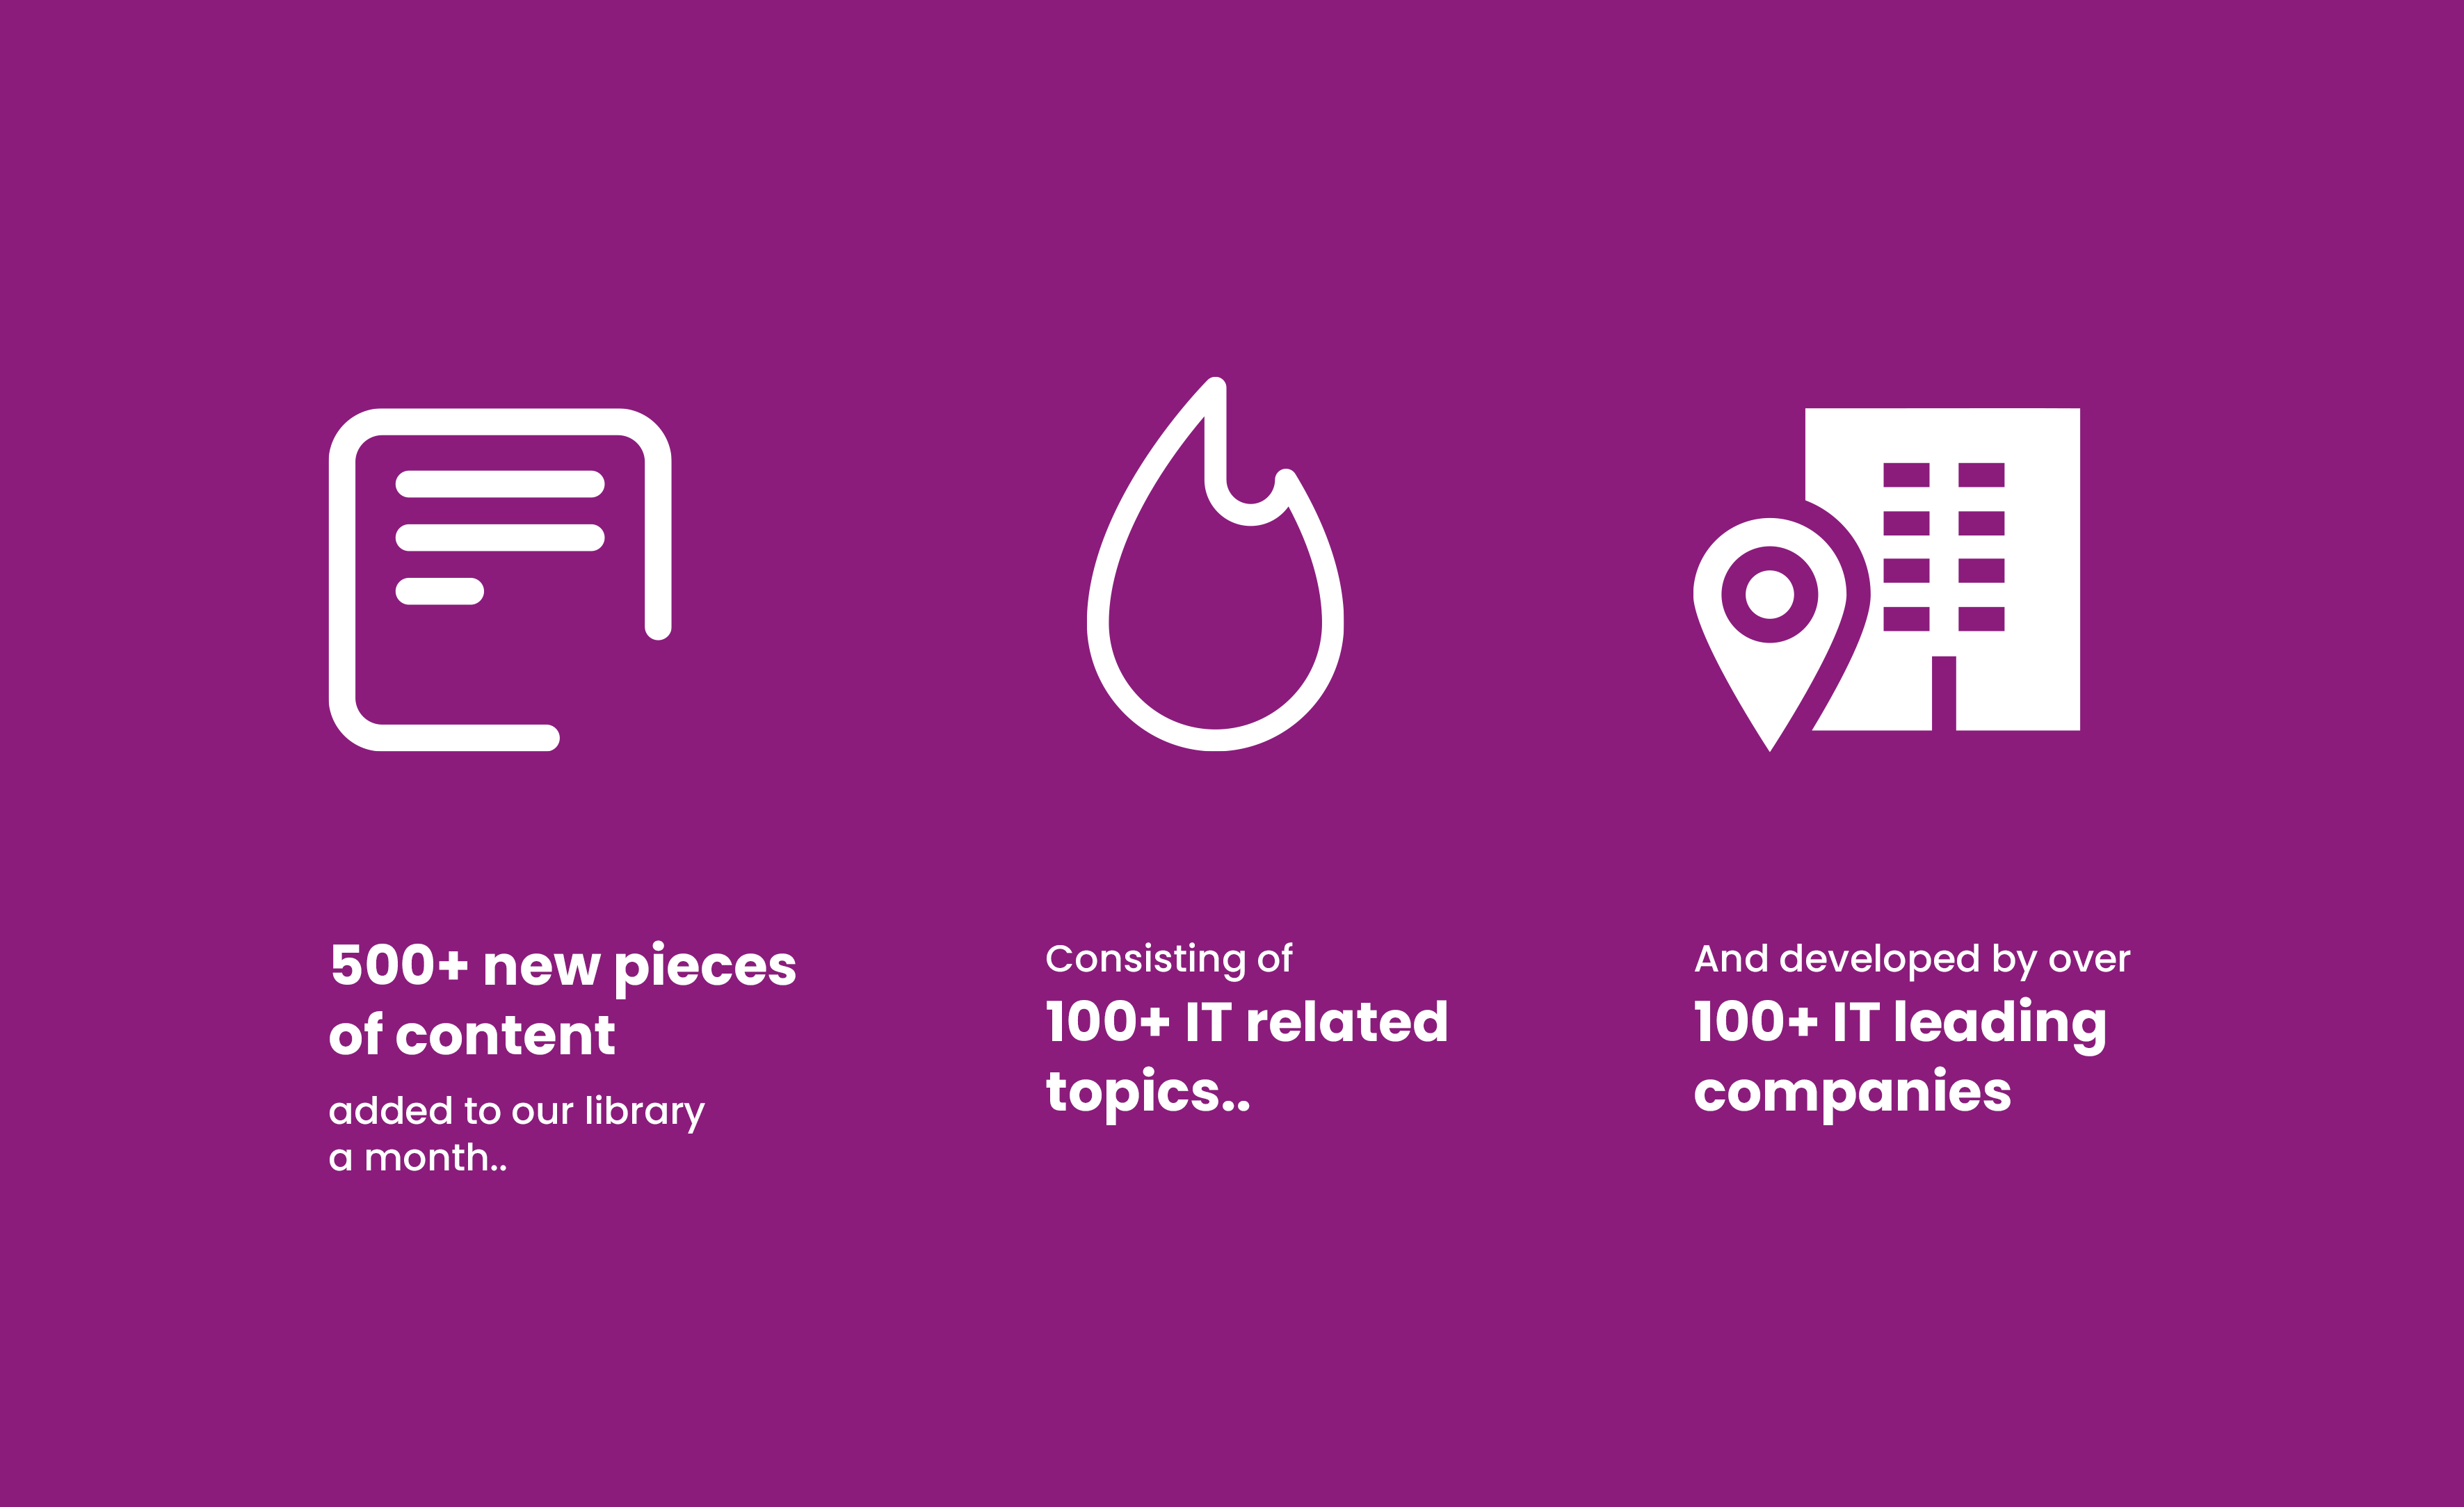 500+ new pieces
of content
added to our library
a month..
Consisting of
100+ IT related
topics..
And developed by over
100+ IT leading
companies